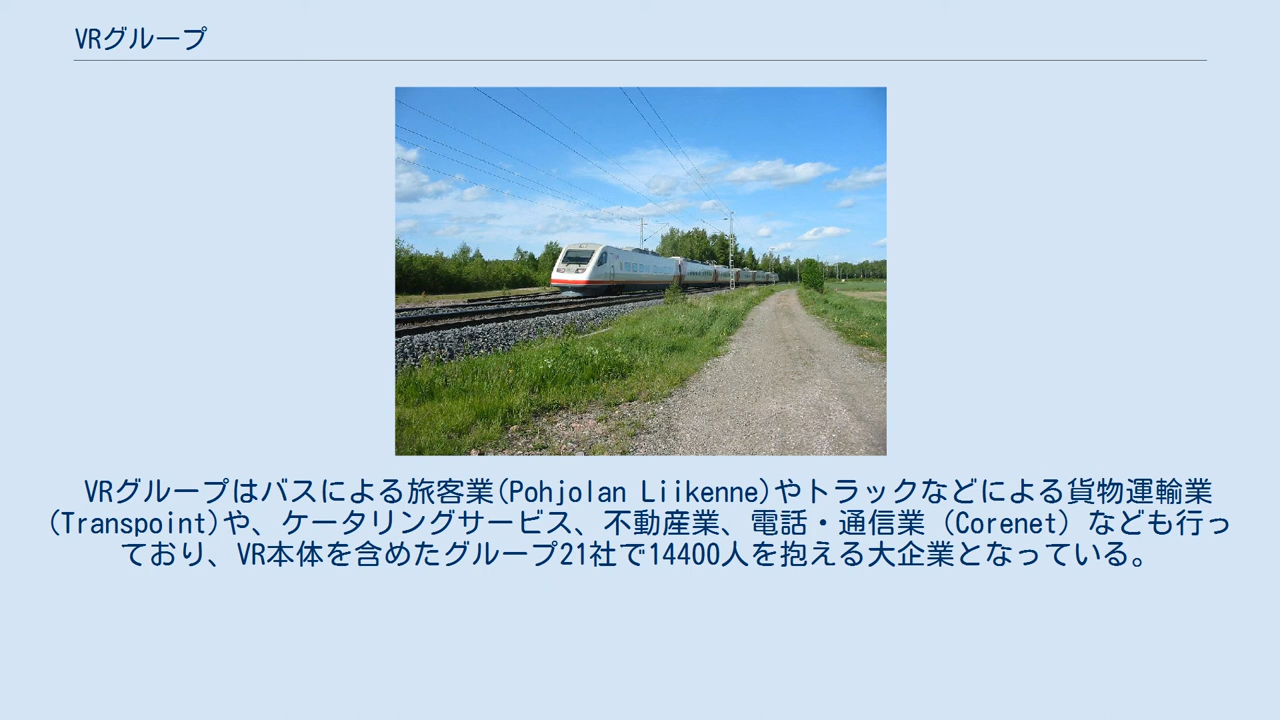 VRグループ
VRグループはバスによる旅客業(Pohjolan Liikenne)やトラックなどによる貨物運輸業
(Transpoint)や、ケータリングサービス、不動産業、電話・通信業（Corenet）なども行っ
ており、VR本体を含めたグループ21社で14400人を抱える大企業となっている。